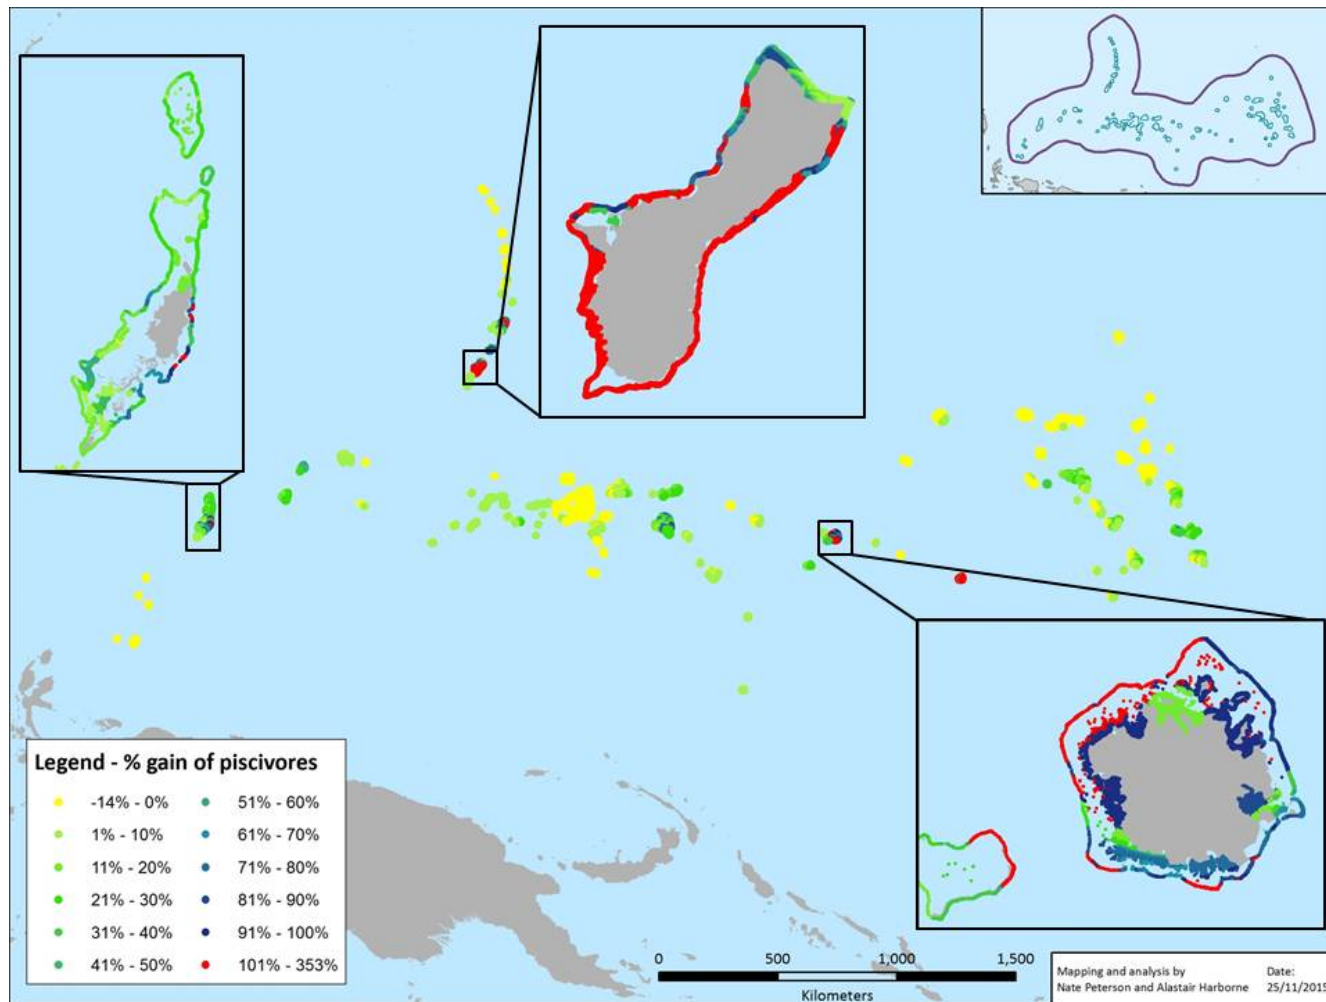 Legend - % gain of piscivores
-14% - 0%
1% - 10%
11% - 20%
21% - 30%
31% - 40%
41% - 50%
51% - 60%
61% - 70%
71% - 80%
81% - 90%
91% - 100%
101% - 353%
0 500 1,000 1,500
Kilometers
Mapping and analysis by
Nate Peterson and Alastair Harborne
Date:
25/11/2015